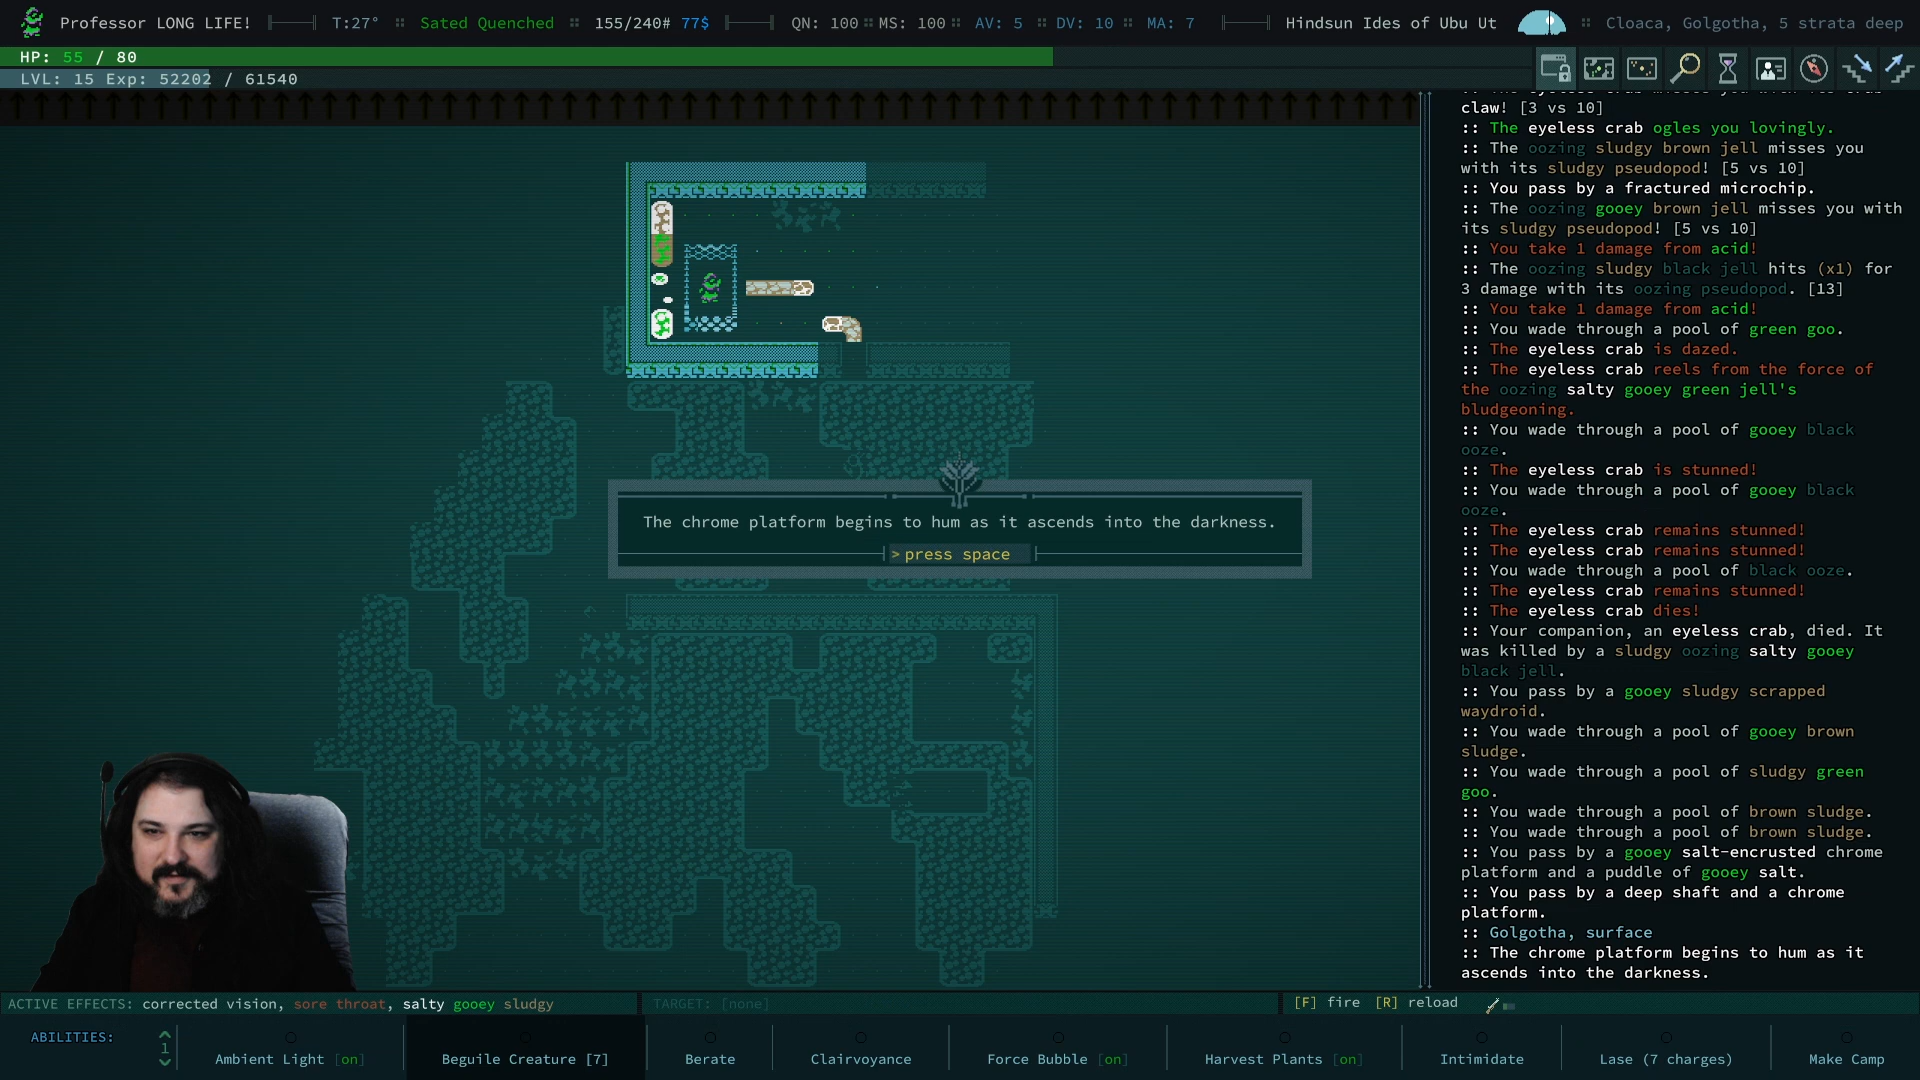 Professor LONG LIFE! T:27° Sated Quenched 155/240# 77$ QN: 100 MS: 100 AV: 5 DV: 10 MA: 7 Hindsun Ides of Ubu Ut Cloaca, Golgotha, 5 strata deep
HP: 55 / 80
LVL: 15 Exp: 52202 / 61540
claw! [3 vs 10]
:: The eyeless crab ogles you lovingly.
:: The oozing sludgy brown jell misses you
with its sludgy pseudopod! [5 vs 10]
:: You pass by a fractured microchip.
:: The oozing gooey brown jell misses you with
its sludgy pseudopod! [5 vs 10]
:: You take 1 damage from acid!
:: The oozing sludgy black jell hits (x1) for
3 damage with its oozing pseudopod. [13]
:: You take 1 damage from acid!
:: You wade through a pool of green goo.
:: The eyeless crab is dazed.
:: The eyeless crab reels from the force of
the oozing salty gooey green jell's
bludgeoning.
:: You wade through a pool of gooey black
ooze.
:: The eyeless crab is stunned!
:: You wade through a pool of gooey black
ooze.
:: The eyeless crab remains stunned!
:: The eyeless crab remains stunned!
:: You wade through a pool of black ooze.
:: The eyeless crab remains stunned!
:: The eyeless crab dies!
:: Your companion, an eyeless crab, died. It
was killed by a sludgy oozing salty gooey
black jell.
:: You pass by a gooey sludgy scrapped
waydroid.
:: You wade through a pool of gooey brown
sludge.
:: You wade through a pool of sludgy green
goo.
:: You wade through a pool of brown sludge.
:: You wade through a pool of brown sludge.
:: You pass by a gooey salt-encrusted chrome
platform and a puddle of gooey salt.
:: You pass by a deep shaft and a chrome
platform.
:: Golgotha, surface
:: The chrome platform begins to hum as it
ascends into the darkness.
The chrome platform begins to hum as it ascends into the darkness.
> press space
ACTIVE EFFECTS: corrected vision, sore throat, salty gooey sludgy
TARGET: [none]
[F] fire [R] reload
ABILITIES: 1
Ambient Light [on]
Beguile Creature [7]
Berate
Clairvoyance
Force Bubble [on]
Harvest Plants [on]
Intimidate
Lase (7 charges)
Make Camp